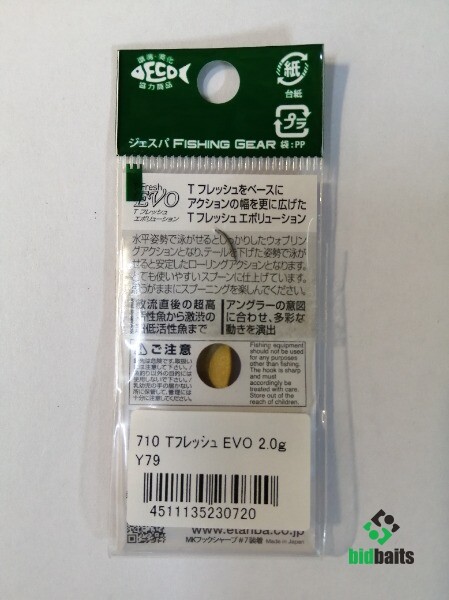 環境・美化
ECO
協力商品
紙
台紙
プラ
ジェスパ FISHING GEAR 袋:PP
Fresh
EVO
Tフレッシュ
エボリューション
Tフレッシュをベースに
アクションの幅を更に広げた
Tフレッシュエボリューション
水平姿勢で泳がせるとしっかりしたウォブリ
ングアクションとなり、テールを下げた姿勢で泳が
せると安定したローリングアクションとなります。
とても使いやすいスプーンに仕上げています。
思うがままにスプーニングを楽しんでください。
放流直後の超高
活性魚から激渋の
超低活性魚まで
アングラーの意図
に合わせ、多彩な
動きを演出
ご注意
Fishing equipment
should not be used
for any purposes
other than fishing.
The hook is sharp
and must
accordingly be
treated with care.
Store out of the
reach of children.
710 Tフレッシュ EVO 2.0g
Y79
4511135230720
www.etanba.co.jp
MKフックシャープ#7装着 Made in Japan
bidbaits